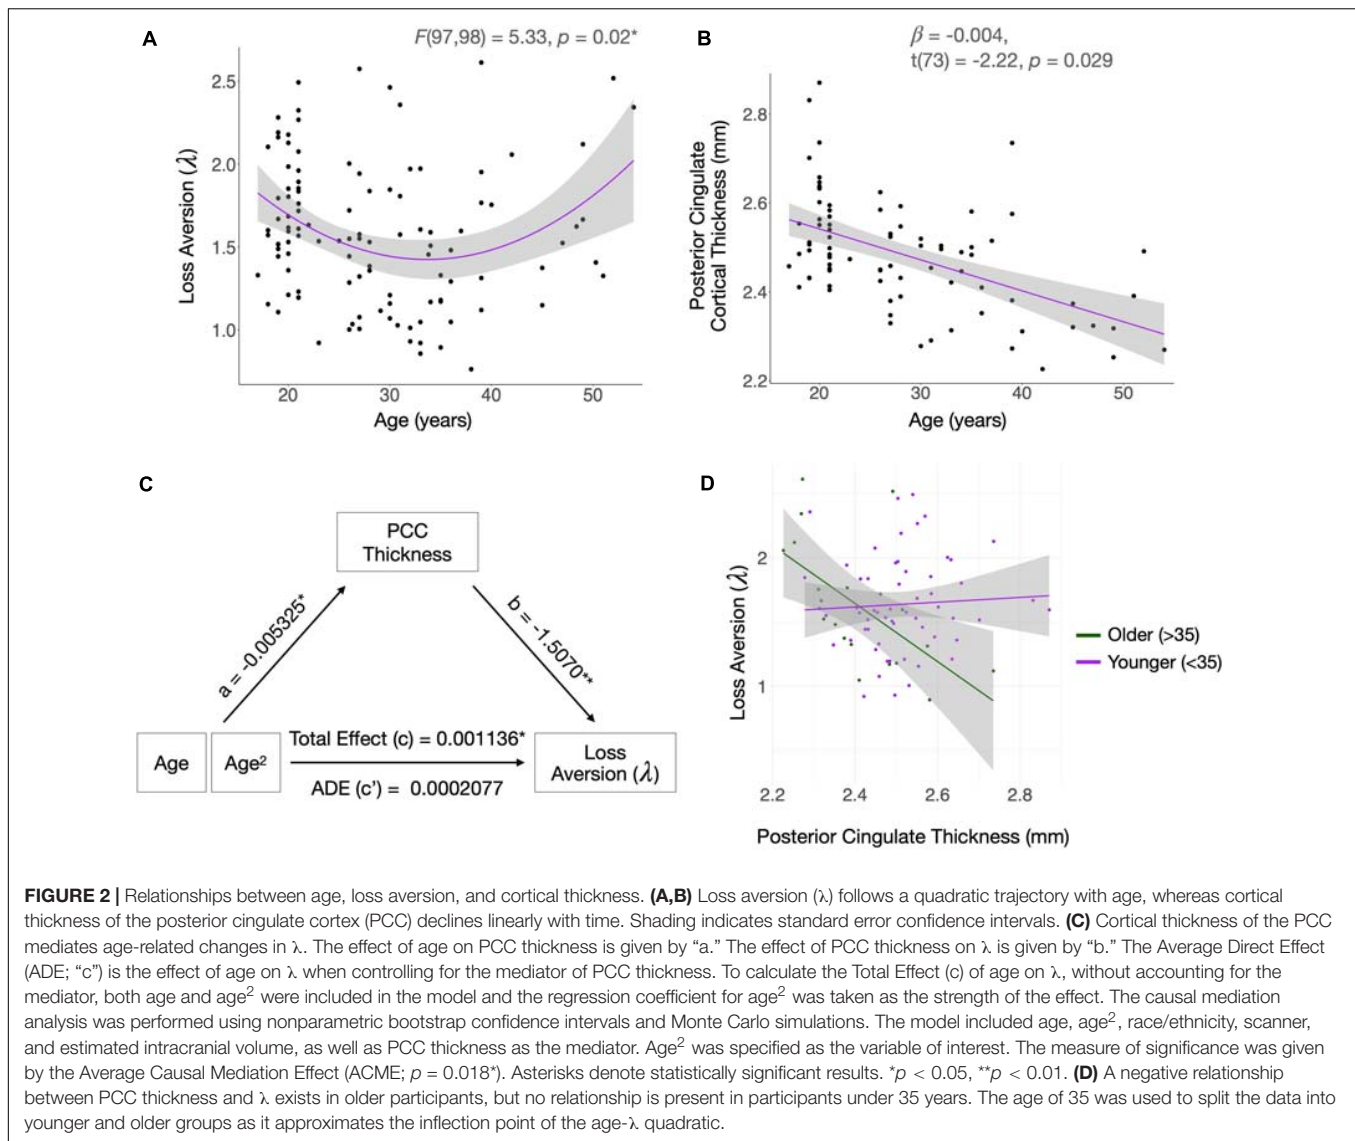 A
F(97,98) = 5.33, p = 0.02*
2.5
2.0
1.5
1.0
Loss Aversion (λ)
20 30 40 50
Age (years)
B
β = -0.004,
t(73) = -2.22, p = 0.029
2.8
2.6
2.4
2.2
Posterior Cingulate
Cortical Thickness (mm)
20 30 40 50
Age (years)
C
PCC
Thickness
a = -0.005325*
b = -1.5070**
Age
Age²
Total Effect (c) = 0.001136*
ADE (c') = 0.0002077
Loss
Aversion (λ)
D
2
1
Loss Aversion (λ)
2.2 2.4 2.6 2.8
Posterior Cingulate Thickness (mm)
Older (>35)
Younger (<35)
FIGURE 2 | Relationships between age, loss aversion, and cortical thickness. (A,B) Loss aversion (λ) follows a quadratic trajectory with age, whereas cortical
thickness of the posterior cingulate cortex (PCC) declines linearly with time. Shading indicates standard error confidence intervals. (C) Cortical thickness of the PCC
mediates age-related changes in λ. The effect of age on PCC thickness is given by “a.” The effect of PCC thickness on λ is given by “b.” The Average Direct Effect
(ADE; “c”) is the effect of age on λ when controlling for the mediator of PCC thickness. To calculate the Total Effect (c) of age on λ, without accounting for the
mediator, both age and age² were included in the model and the regression coefficient for age² was taken as the strength of the effect. The causal mediation
analysis was performed using nonparametric bootstrap confidence intervals and Monte Carlo simulations. The model included age, age², race/ethnicity, scanner,
and estimated intracranial volume, as well as PCC thickness as the mediator. Age² was specified as the variable of interest. The measure of significance was given
by the Average Causal Mediation Effect (ACME; p = 0.018*). Asterisks denote statistically significant results. *p < 0.05, **p < 0.01. (D) A negative relationship
between PCC thickness and λ exists in older participants, but no relationship is present in participants under 35 years. The age of 35 was used to split the data into
younger and older groups as it approximates the inflection point of the age-λ quadratic.